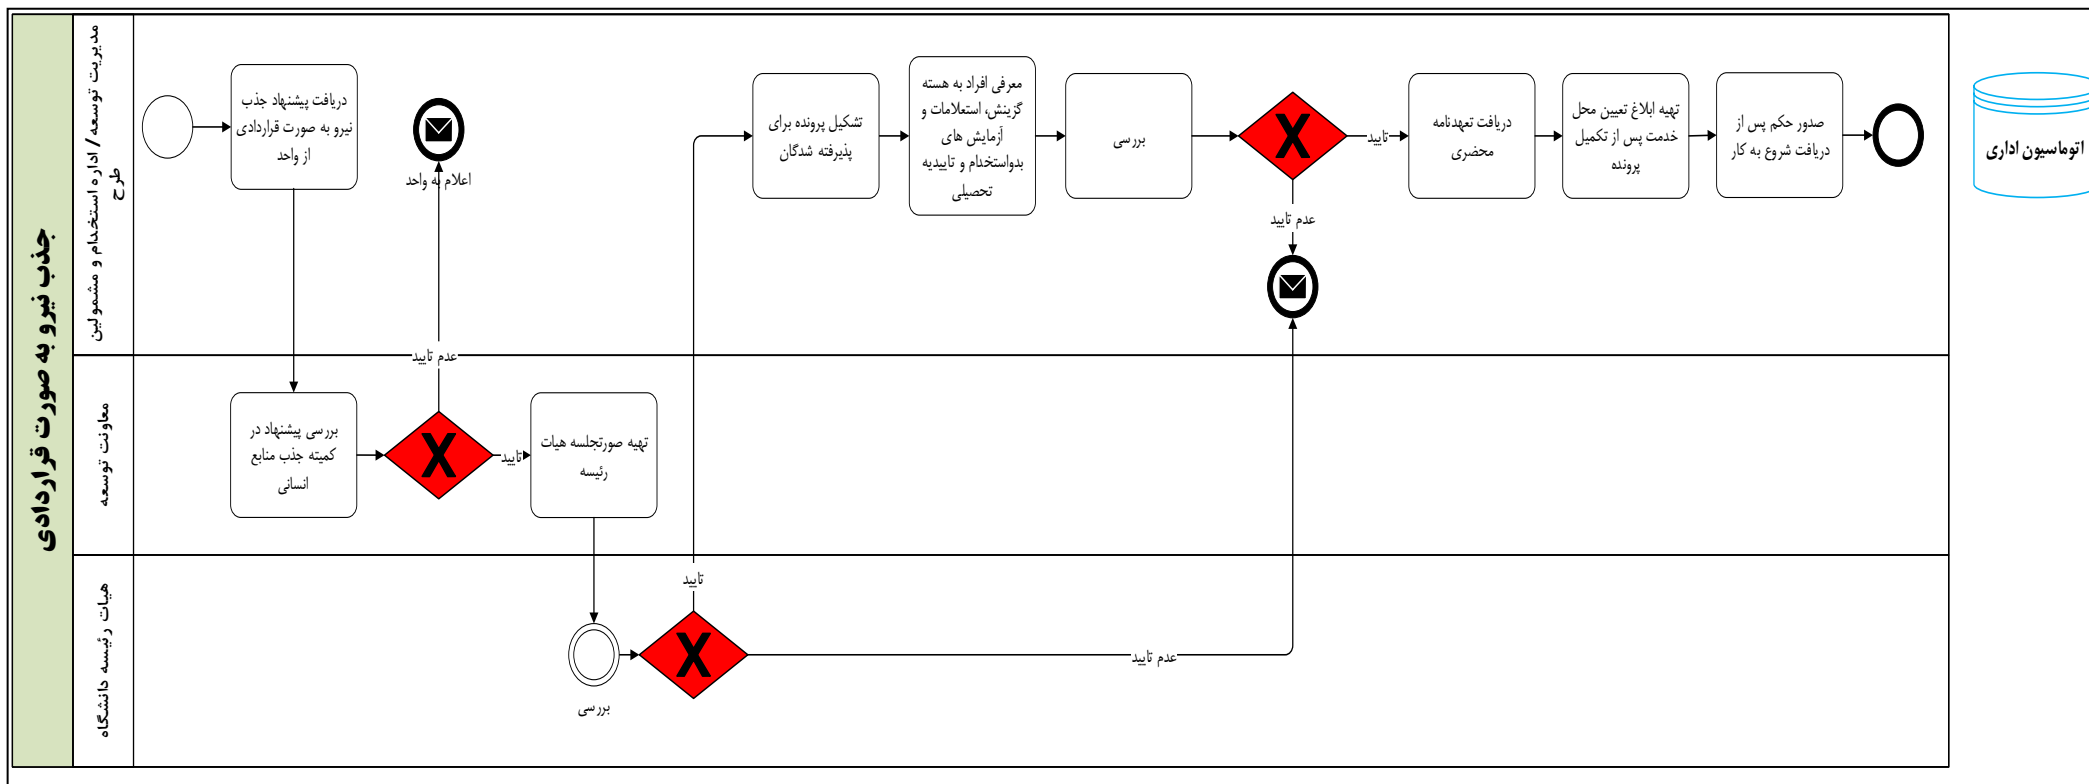 جذب نیرو به صورت قراردادی
مدیریت توسعه/ اداره استخدام و مشمولین
طرح
معاونت توسعه
هیات رئیسه دانشگاه
دریافت پیشنهاد جذب
نیرو به صورت قراردادی
از واحد
اعلام به واحد
عدم تایید
بررسی پیشنهاد در
کمیته جذب منابع
انسانی
تایید
تهیه صورتجلسه هیات
رئیسه
بررسی
تایید
عدم تایید
تشکیل پرونده برای
پذیرفته شدگان
معرفی افراد به هسته
گزینش، استعلامات و
آزمایش های
بدواستخدام و تاییدیه
تحصیلی
بررسی
تایید
عدم تایید
دریافت تعهدنامه
محضری
تهیه ابلاغ تعیین محل
خدمت پس از تکمیل
پرونده
صدور حکم پس از
دریافت شروع به کار
اتوماسیون اداری